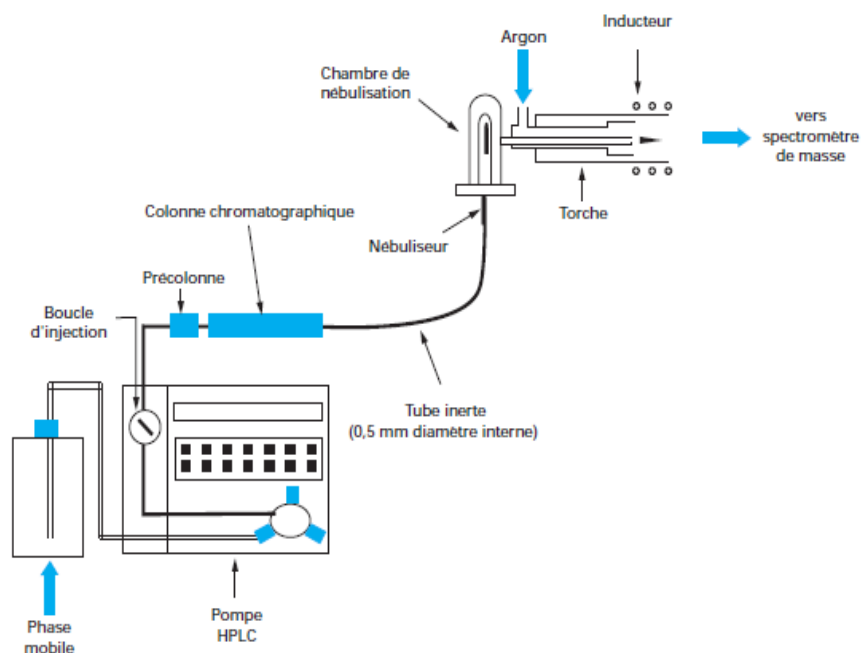 Inducteur
Argon
Chambre de
nébulisation
vers
spectromètre
de masse
Torche
Colonne chromatographique
Nébuliseur
Précolonne
Boucle
d'injection
Tube inerte
(0,5 mm diamètre interne)
Pompe
HPLC
Phase
mobile